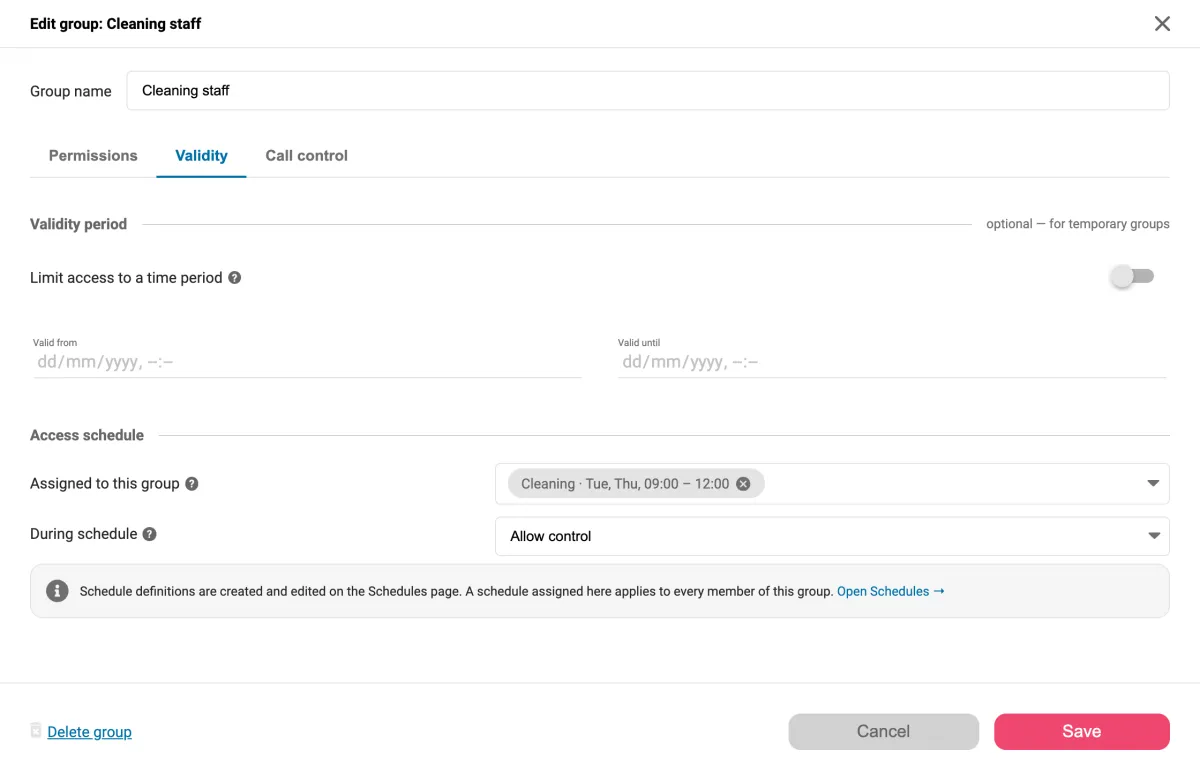 Edit group: Cleaning staff
Group name
Cleaning staff
Permissions
Validity
Call control
Validity period
optional — for temporary groups
Limit access to a time period ?
Valid from
dd/mm/yyyy, --:--
Valid until
dd/mm/yyyy, --:--
Access schedule
Assigned to this group ?
Cleaning · Tue, Thu, 09:00 – 12:00
During schedule ?
Allow control
Schedule definitions are created and edited on the Schedules page. A schedule assigned here applies to every member of this group. Open Schedules →
Delete group
Cancel
Save